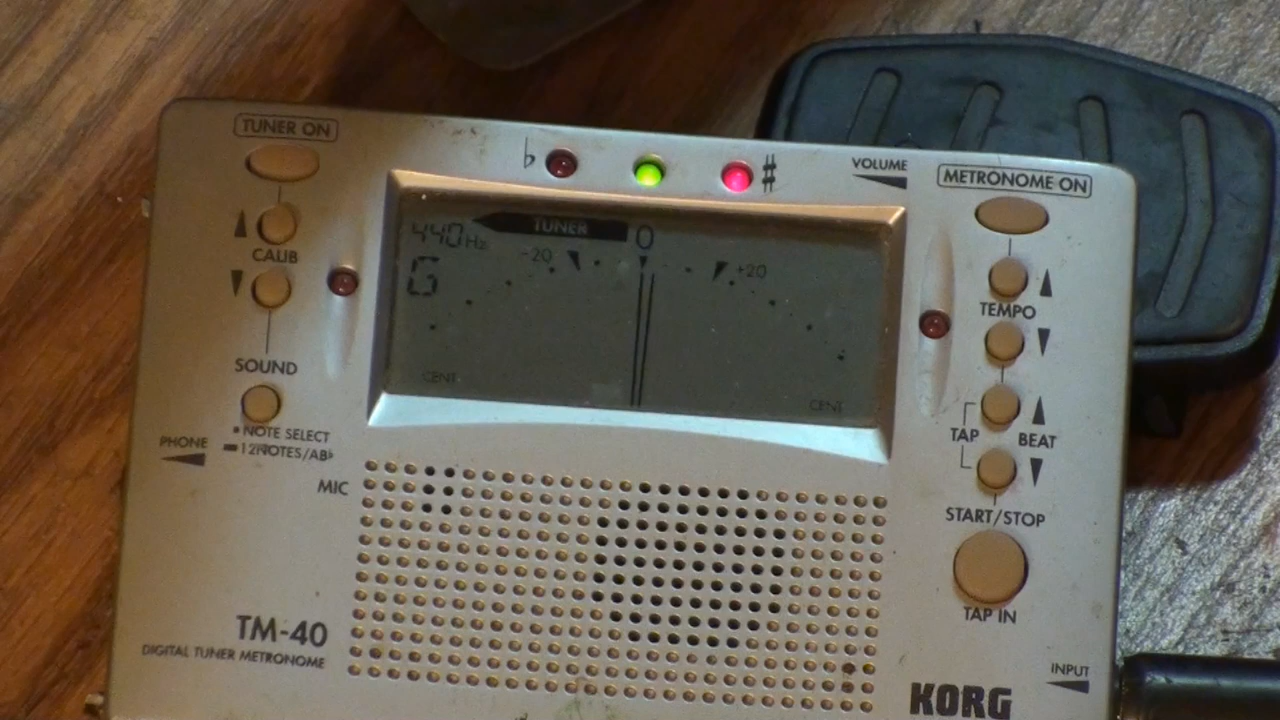 TUNER ON
♭
♯
VOLUME
METRONOME ON
CALIB
SOUND
NOTE SELECT
12NOTES/AB♭
PHONE
MIC
TUNER
440Hz
-20
0
+20
G
CENT
CENT
TEMPO
TAP
BEAT
START/STOP
TAP IN
TM-40
DIGITAL TUNER METRONOME
INPUT
KORG